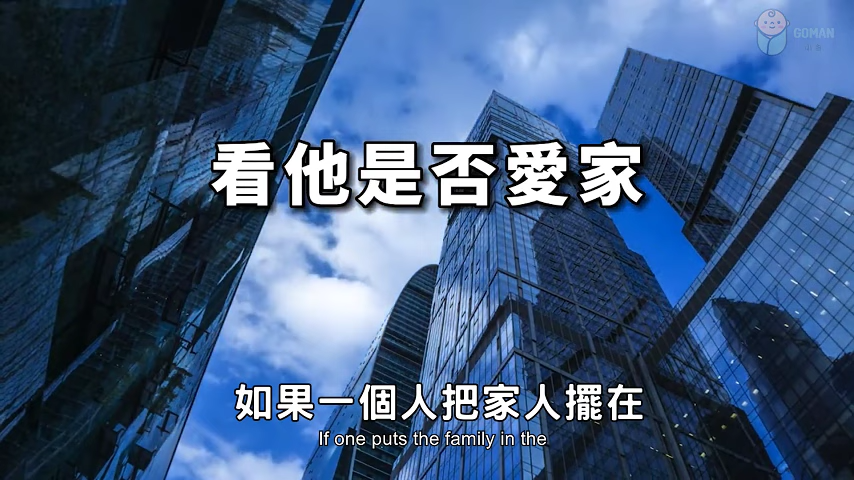 GOMAN
看他是否愛家
如果一個人把家人擺在
If one puts the family in the